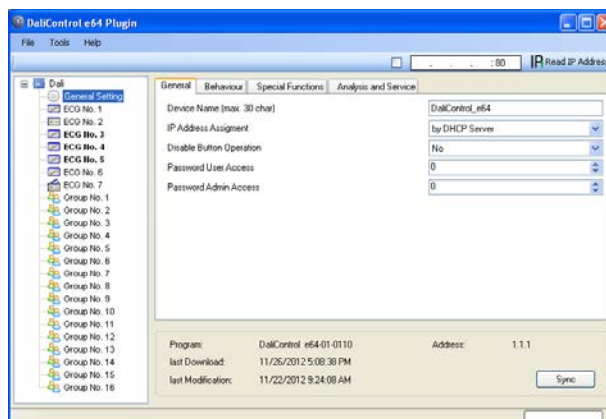 DaliControl e64 Plugin
File Tools Help
. . . :80 IP Read IP Address
Dali
General Setting
ECG No. 1
ECG No. 2
ECG No. 3
ECG No. 4
ECG No. 5
ECG No. 6
ECG No. 7
Group No. 1
Group No. 2
Group No. 3
Group No. 4
Group No. 5
Group No. 6
Group No. 7
Group No. 8
Group No. 9
Group No. 10
Group No. 11
Group No. 12
Group No. 13
Group No. 14
Group No. 15
Group No. 16
General Behaviour Special Functions Analysis and Service
Device Name (max. 30 char) DaliControl_e64
IP Address Assigment by DHCP Server
Disable Button Operation No
Password User Access 0
Password Admin Access 0
Program: DaliControl e64-01-0110 Address: 1.1.1
last Download: 11/26/2012 5:08:38 PM
last Modification: 11/22/2012 9:24:08 AM
Sync